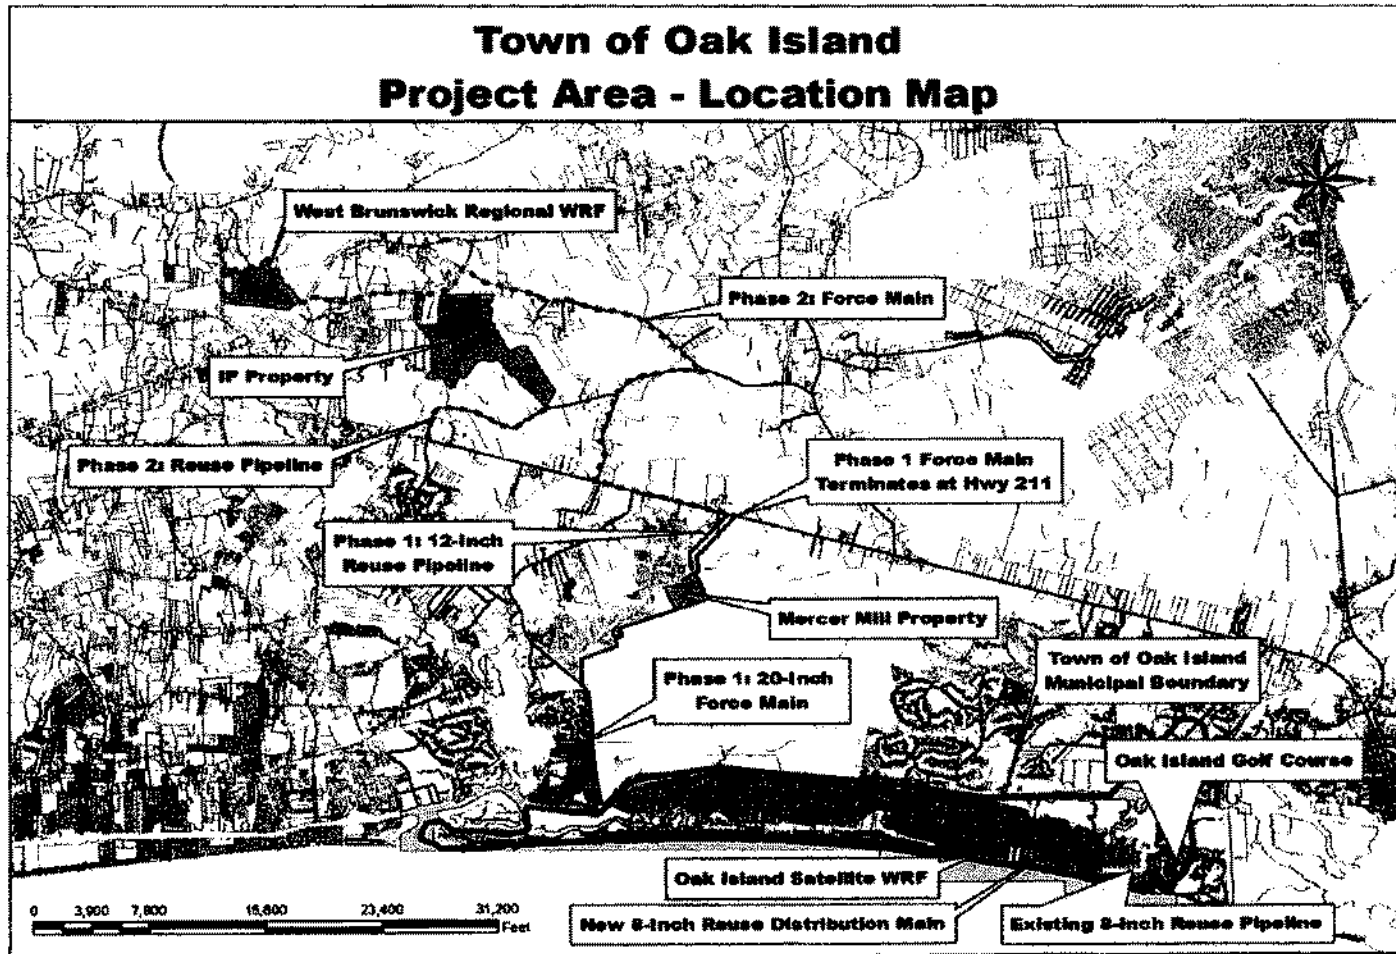 Town of Oak Island
Project Area - Location Map
West Brunswick Regional WRF
E
Phase 2: Force Main
IP Property
Phase 2: Reuse Pipeline
Phase 1 Force Main
Terminates at Hwy 211
Phase 1: 12-Inch
Reuse Pipeline
Mercer Mill Property
Town of Oak Island
Municipal Boundary
Phase 1: 20-Inch
Force Main
Oak Island Golf Course
Oak Island Satellite WRF
New 8-Inch Reuse Distribution Main
Existing 8-Inch Reuse Pipeline
0 3,900 7,800 15,600 23,400 31,200
Feet